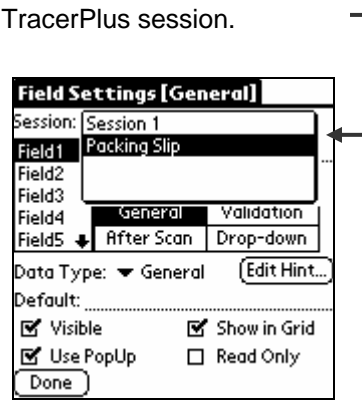 TracerPlus session.
Field Settings [General]
Session: Session 1
Packing Slip
Field1
Field2
Field3
Field4 General Validation
Field5 After Scan Drop-down
Data Type: General Edit Hint...
Default:
Visible Show in Grid
Use PopUp Read Only
Done